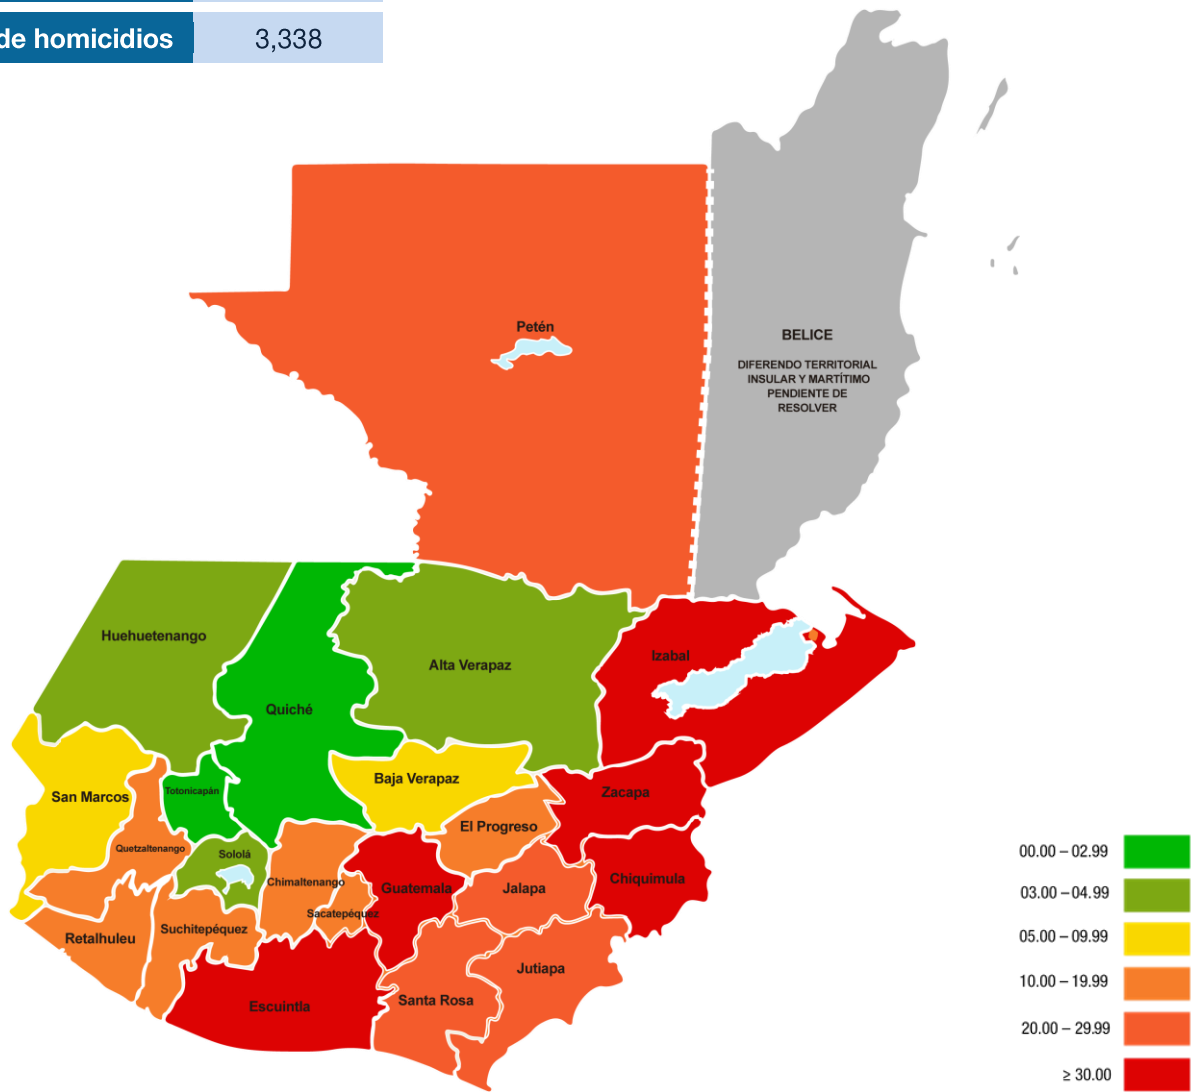 de homicidios 3,338
Petén
BELICE
DIFERENDO TERRITORIAL
INSULAR Y MARTÍTIMO
PENDIENTE DE
RESOLVER
Huehuetenango
Quiché
Alta Verapaz
Izabal
San Marcos
Totonicapán
Baja Verapaz
Zacapa
Quetzaltenango
Sololá
El Progreso
Chimaltenango
Guatemala
Jalapa
Chiquimula
Sacatepéquez
Retalhuleu
Suchitepéquez
Jutiapa
Escuintla
Santa Rosa
00.00 – 02.99
03.00 – 04.99
05.00 – 09.99
10.00 – 19.99
20.00 – 29.99
≥ 30.00